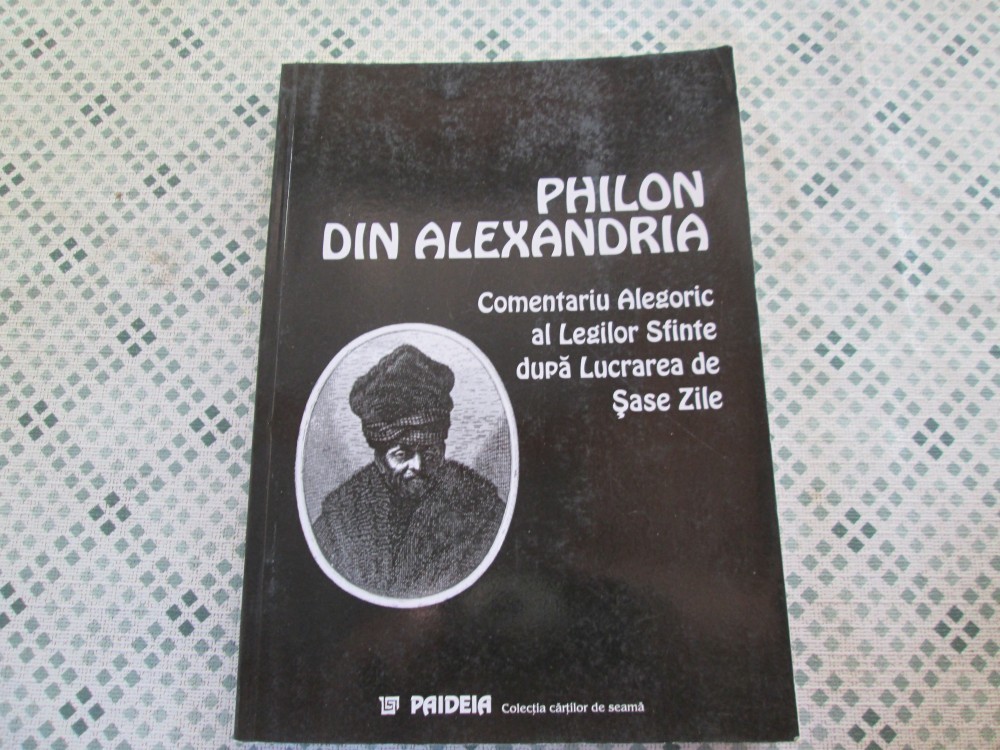 PHILON
DIN ALEXANDRIA
Comentariu Alegoric
al Legilor Sfinte
după Lucrarea de
Şase Zile
PAIDEIA Colecția cărților de seamă